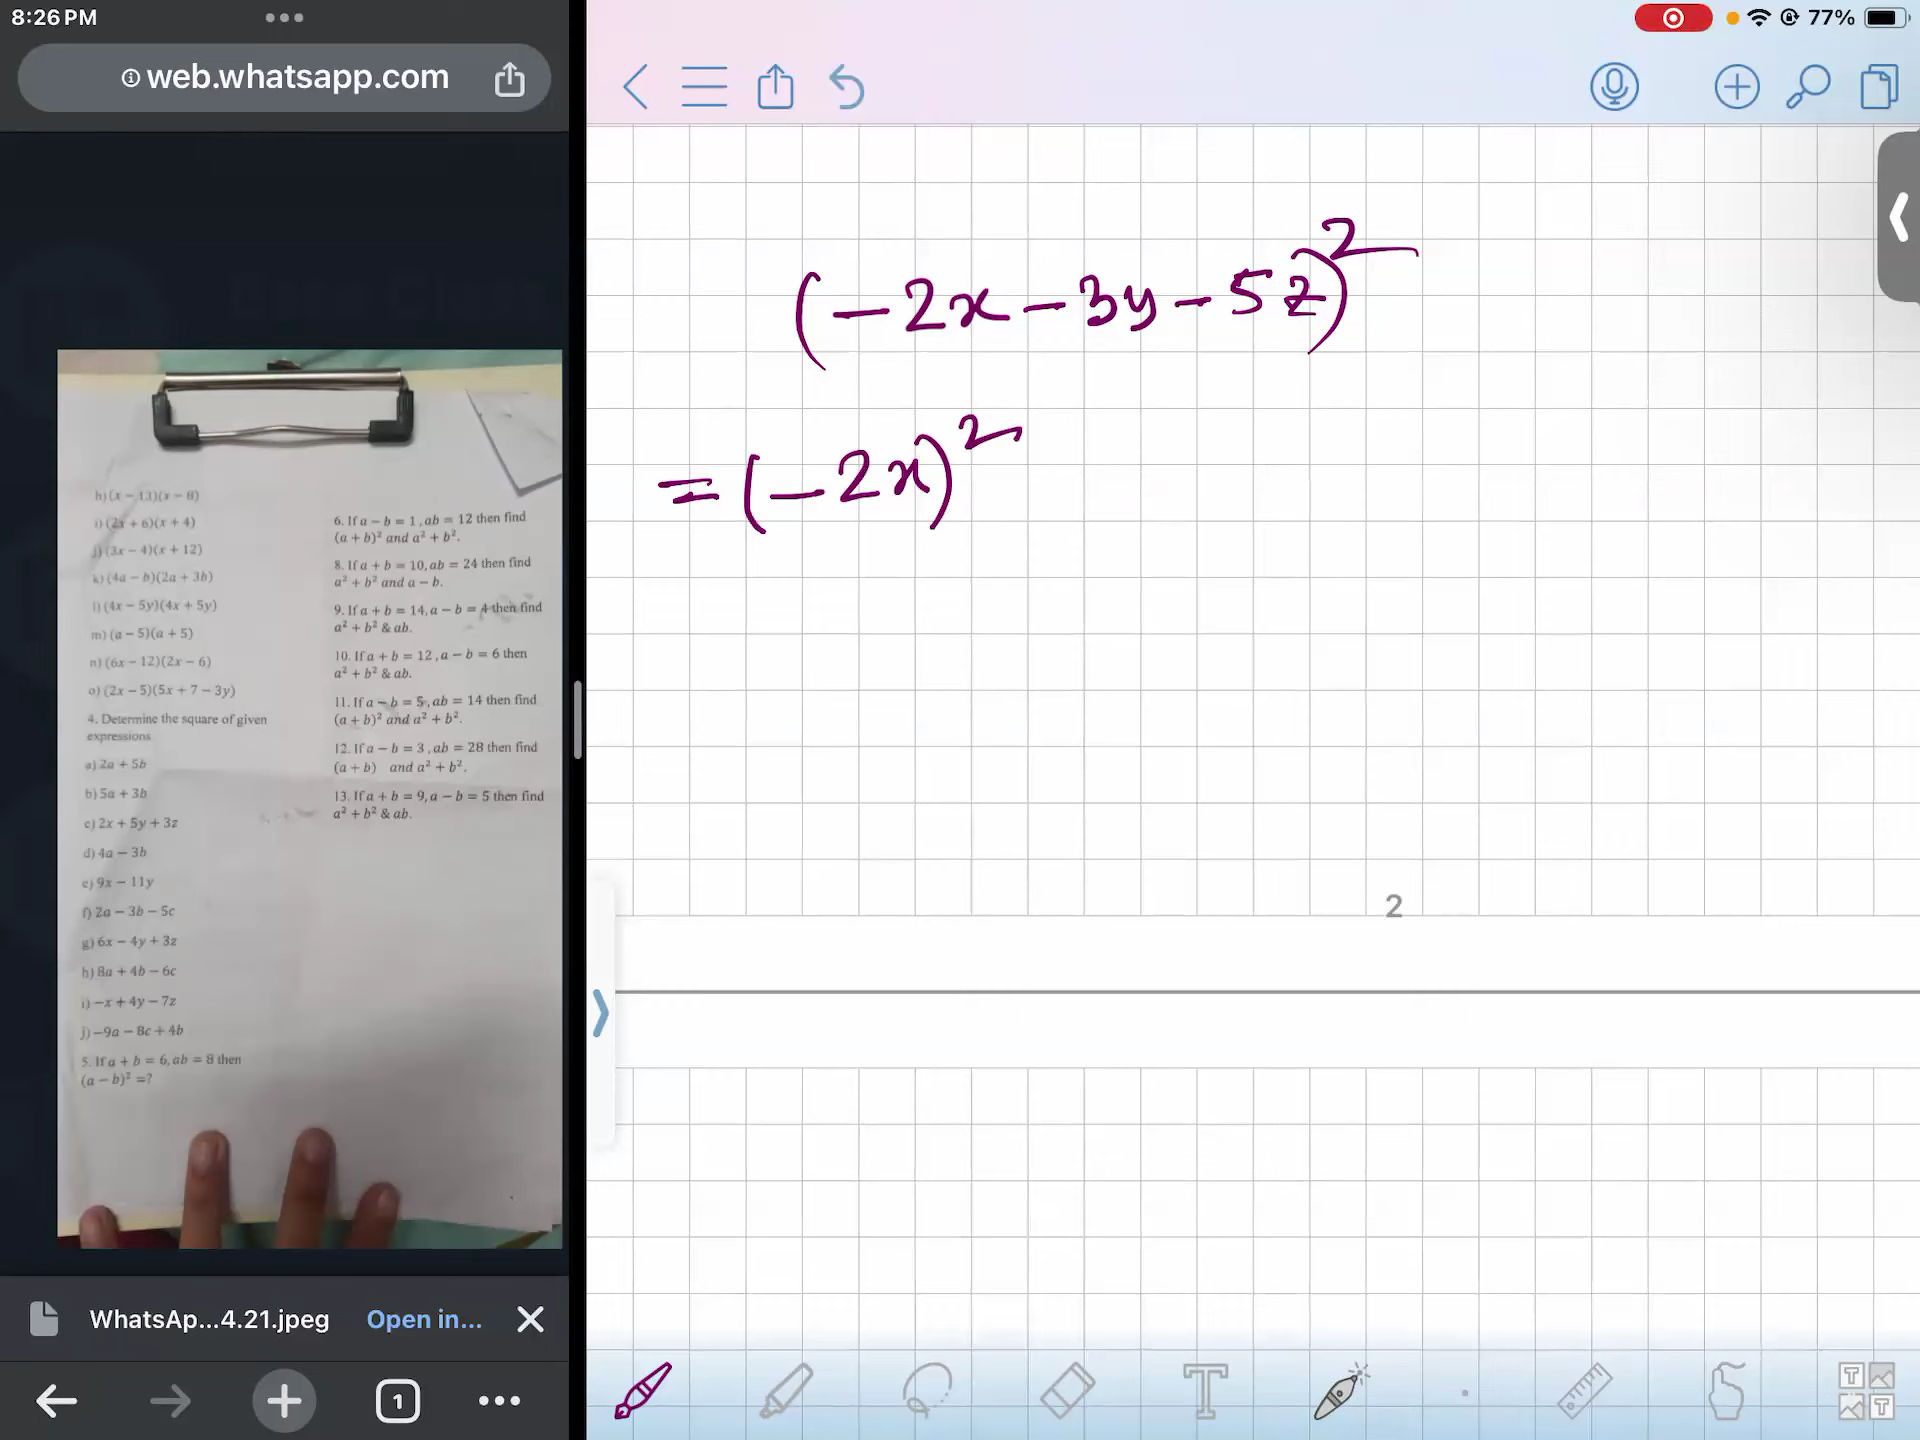 8:26 PM
77%
web.whatsapp.com
h) (x − 13)(x − 8)
i) (2x + 6)(x + 4)
j) (3x − 4)(x + 12)
k) (4a − b)(2a + 3b)
l) (4x − 5y)(4x + 5y)
m) (a − 5)(a + 5)
n) (6x − 12)(2x − 6)
o) (2x − 5)(5x + 7 − 3y)
4. Determine the square of given
expressions
a) 2a + 5b
b) 5a + 3b
c) 2x + 5y + 3z
d) 4a − 3b
e) 9x − 11y
f) 2a − 3b − 5c
g) 6x − 4y + 3z
h) 8a + 4b − 6c
i) −x + 4y − 7z
j) −9a − 8c + 4b
5. If a + b = 6, ab = 8 then
(a − b)² =?
6. If a − b = 1, ab = 12 then find
(a + b)² and a² + b².
8. If a + b = 10, ab = 24 then find
a² + b² and a − b.
9. If a + b = 14, a − b = 4 then find
a² + b² & ab.
10. If a + b = 12, a − b = 6 then
a² + b² & ab.
11. If a − b = 5, ab = 14 then find
(a + b)² and a² + b².
12. If a − b = 3, ab = 28 then find
(a + b) and a² + b².
13. If a + b = 9, a − b = 5 then find
a² + b² & ab.
WhatsAp...4.21.jpeg
Open in...
1
(−2x − 3y − 5z)²
= (−2x)²
2
T
T
T